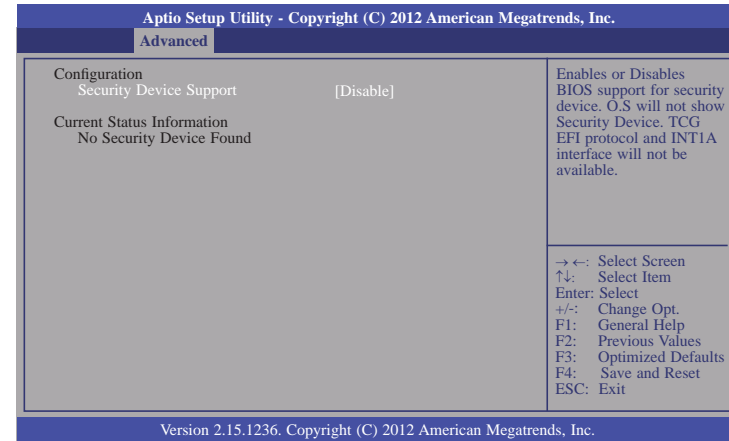 Aptio Setup Utility - Copyright (C) 2012 American Megatrends, Inc.
Advanced
Configuration
Security Device Support [Disable]
Current Status Information
No Security Device Found
Enables or Disables
BIOS support for security
device. O.S will not show
Security Device. TCG
EFI protocol and INT1A
interface will not be
available.
→←: Select Screen
↑↓: Select Item
Enter: Select
+/-: Change Opt.
F1: General Help
F2: Previous Values
F3: Optimized Defaults
F4: Save and Reset
ESC: Exit
Version 2.15.1236. Copyright (C) 2012 American Megatrends, Inc.